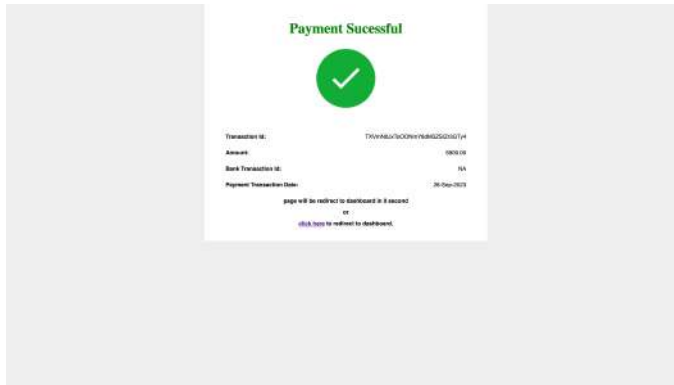 Payment Sucessful
Transaction Id:
Amount:
Bank Transaction Id: NA
Payment Transaction Date: 26-Sep-2023
page will be redirect to dashboard in 8 second
or
click here to redirect to dashboard.